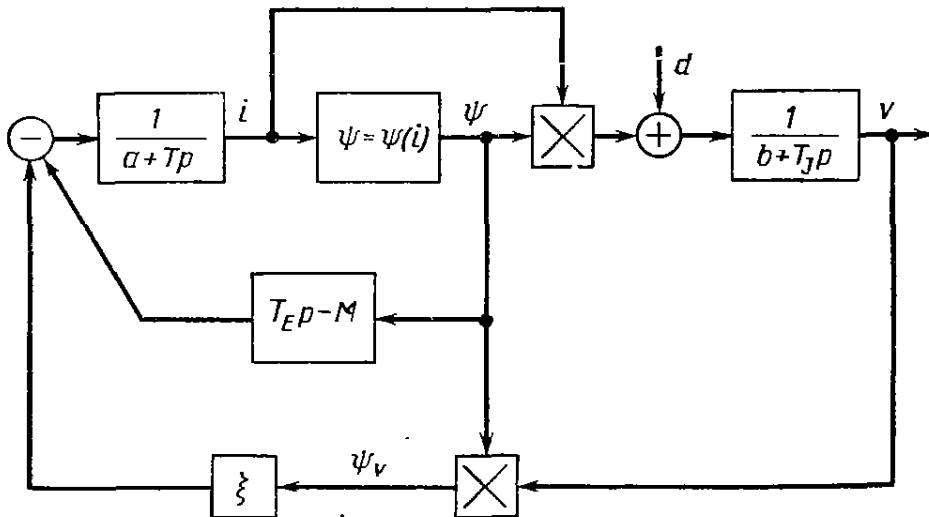 d
i
ψ
v
−
1
a + Tp
ψ = ψ(i)
+
1
b + T_J p
T_E p − M
ψ_v
ξ